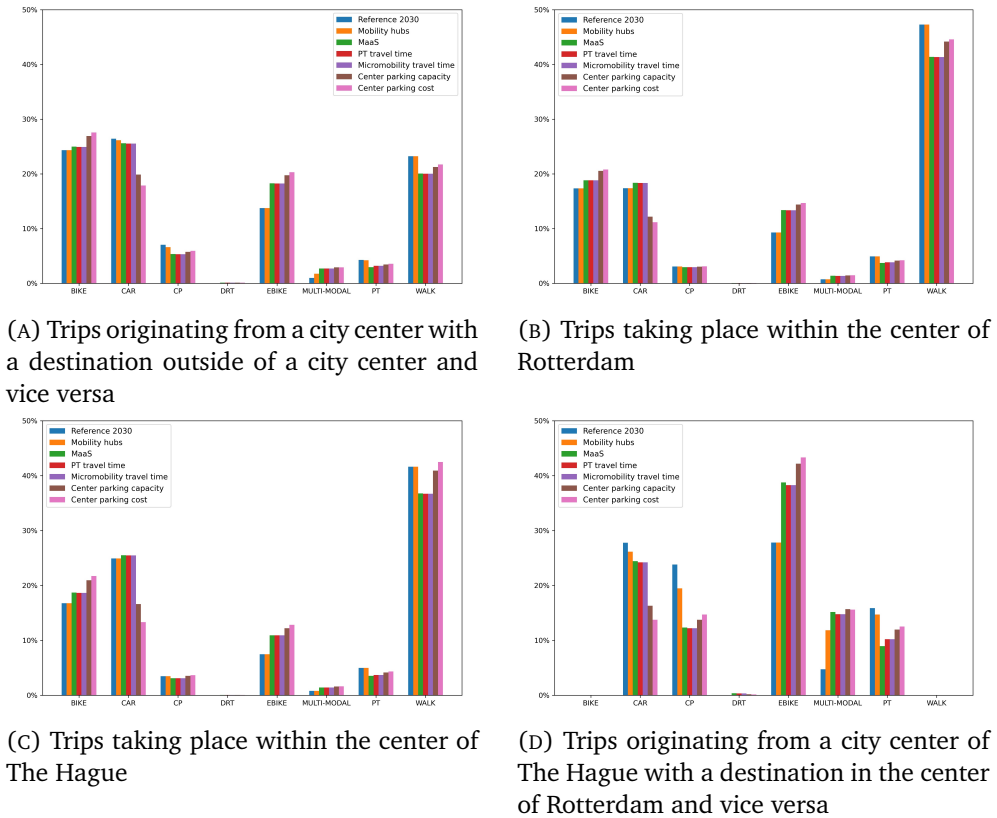 50%
40%
30%
20%
10%
0%
Reference 2030
Mobility hubs
MaaS
PT travel time
Micromobility travel time
Center parking capacity
Center parking cost
BIKE CAR CP DRT EBIKE MULTI-MODAL PT WALK
(A) Trips originating from a city center with
a destination outside of a city center and
vice versa
50%
40%
30%
20%
10%
0%
Reference 2030
Mobility hubs
MaaS
PT travel time
Micromobility travel time
Center parking capacity
Center parking cost
BIKE CAR CP DRT EBIKE MULTI-MODAL PT WALK
(B) Trips taking place within the center of
Rotterdam
50%
40%
30%
20%
10%
0%
Reference 2030
Mobility hubs
MaaS
PT travel time
Micromobility travel time
Center parking capacity
Center parking cost
BIKE CAR CP DRT EBIKE MULTI-MODAL PT WALK
(C) Trips taking place within the center of
The Hague
50%
40%
30%
20%
10%
0%
Reference 2030
Mobility hubs
MaaS
PT travel time
Micromobility travel time
Center parking capacity
Center parking cost
BIKE CAR CP DRT EBIKE MULTI-MODAL PT WALK
(D) Trips originating from a city center of
The Hague with a destination in the center
of Rotterdam and vice versa